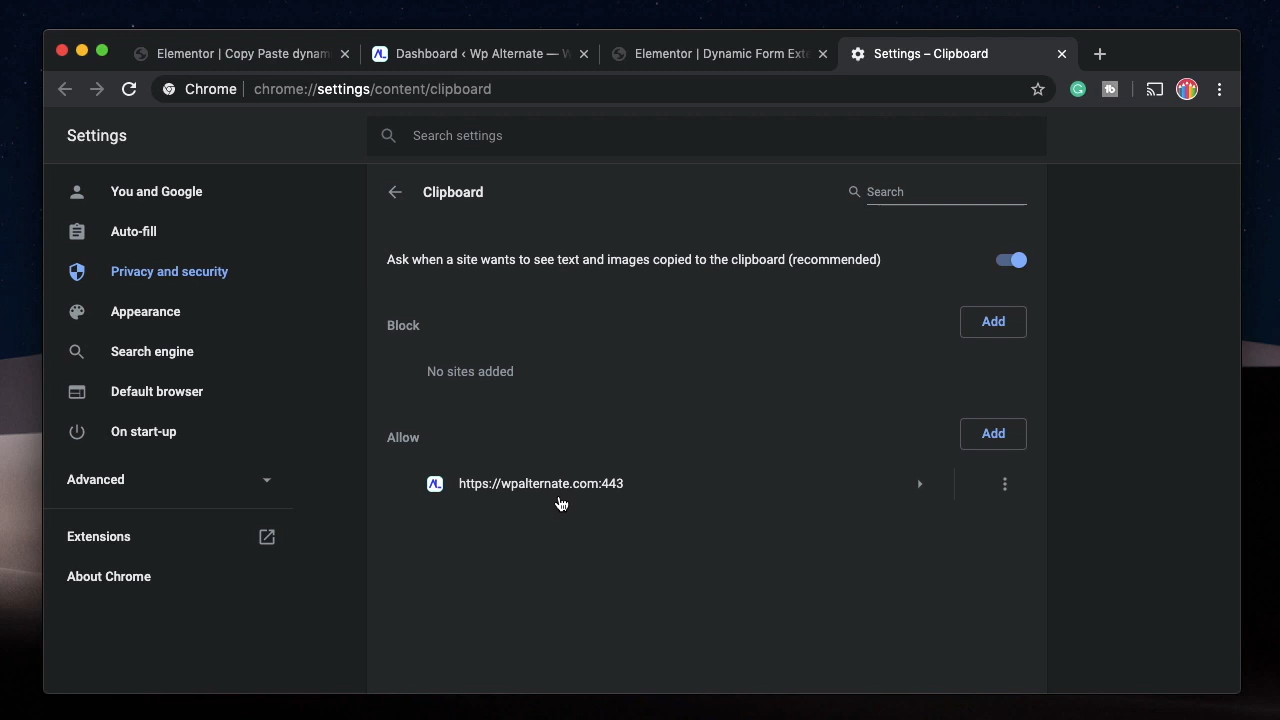 Elementor | Copy Paste dynam
Dashboard ‹ Wp Alternate — W
Elementor | Dynamic Form Exte
Settings – Clipboard
Chrome
chrome://settings/content/clipboard
Settings
Search settings
You and Google
Auto-fill
Privacy and security
Appearance
Search engine
Default browser
On start-up
Advanced
Extensions
About Chrome
Clipboard
Search
Ask when a site wants to see text and images copied to the clipboard (recommended)
Block
Add
No sites added
Allow
Add
https://wpalternate.com:443